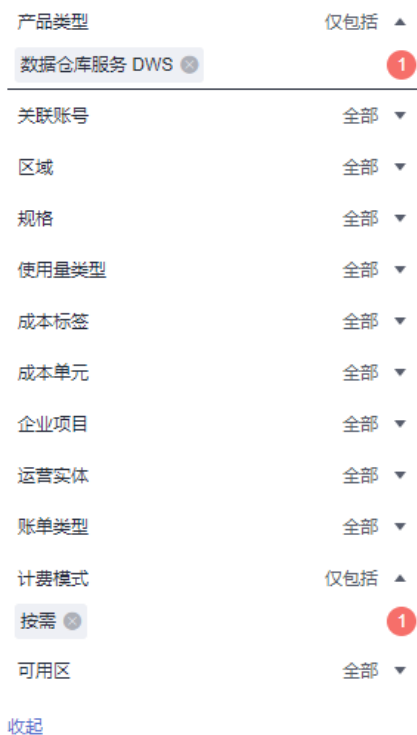 产品类型 仅包括
数据仓库服务 DWS 1
关联账号 全部
区域 全部
规格 全部
使用量类型 全部
成本标签 全部
成本单元 全部
企业项目 全部
运营实体 全部
账单类型 全部
计费模式 仅包括
按需 1
可用区 全部
收起